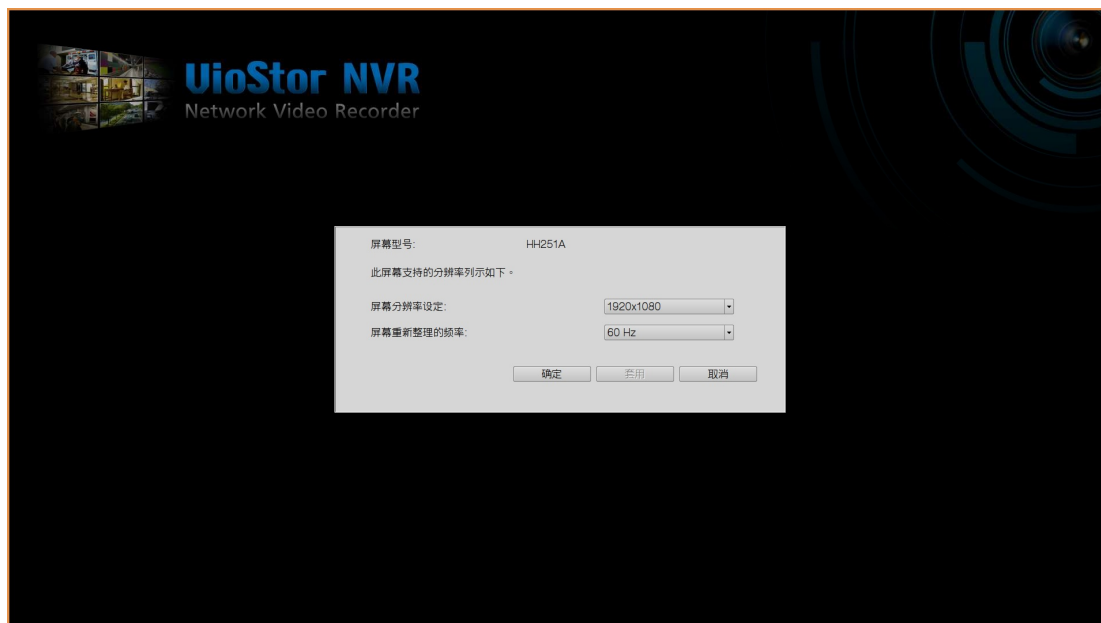 VioStor NVR
Network Video Recorder
屏幕型号: HH251A
此屏幕支持的分辨率列示如下。
屏幕分辨率设定: 1920x1080
屏幕重新整理的频率: 60 Hz
确定 套用 取消